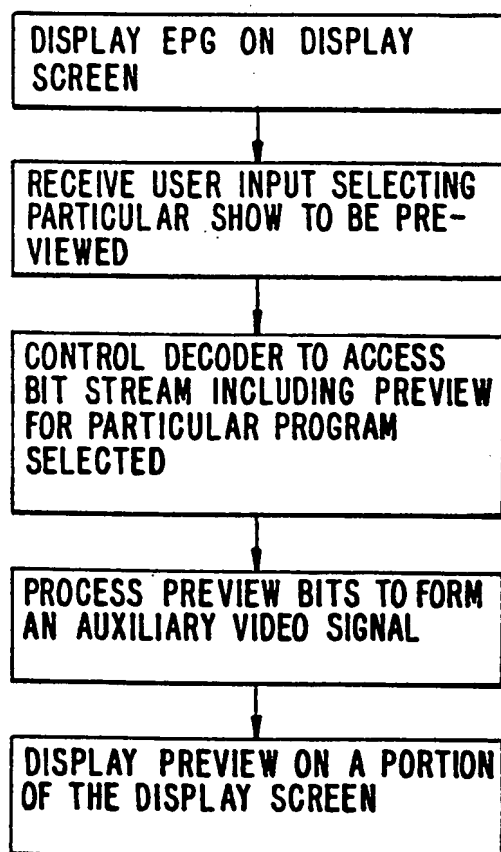 DISPLAY EPG ON DISPLAY
SCREEN
RECEIVE USER INPUT SELECTING
PARTICULAR SHOW TO BE PRE-
VIEWED
CONTROL DECODER TO ACCESS
BIT STREAM INCLUDING PREVIEW
FOR PARTICULAR PROGRAM
SELECTED
PROCESS PREVIEW BITS TO FORM
AN AUXILIARY VIDEO SIGNAL
DISPLAY PREVIEW ON A PORTION
OF THE DISPLAY SCREEN